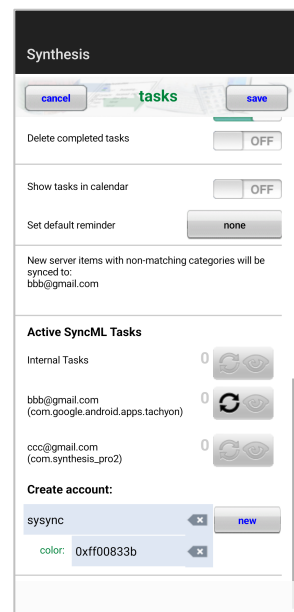 Synthesis
cancel tasks save
Delete completed tasks OFF
Show tasks in calendar OFF
Set default reminder none
New server items with non-matching categories will be
synced to:
bbb@gmail.com
Active SyncML Tasks
Internal Tasks 0
bbb@gmail.com 0
(com.google.android.apps.tachyon)
ccc@gmail.com 0
(com.synthesis_pro2)
Create account:
sysync new
color: 0xff00833b